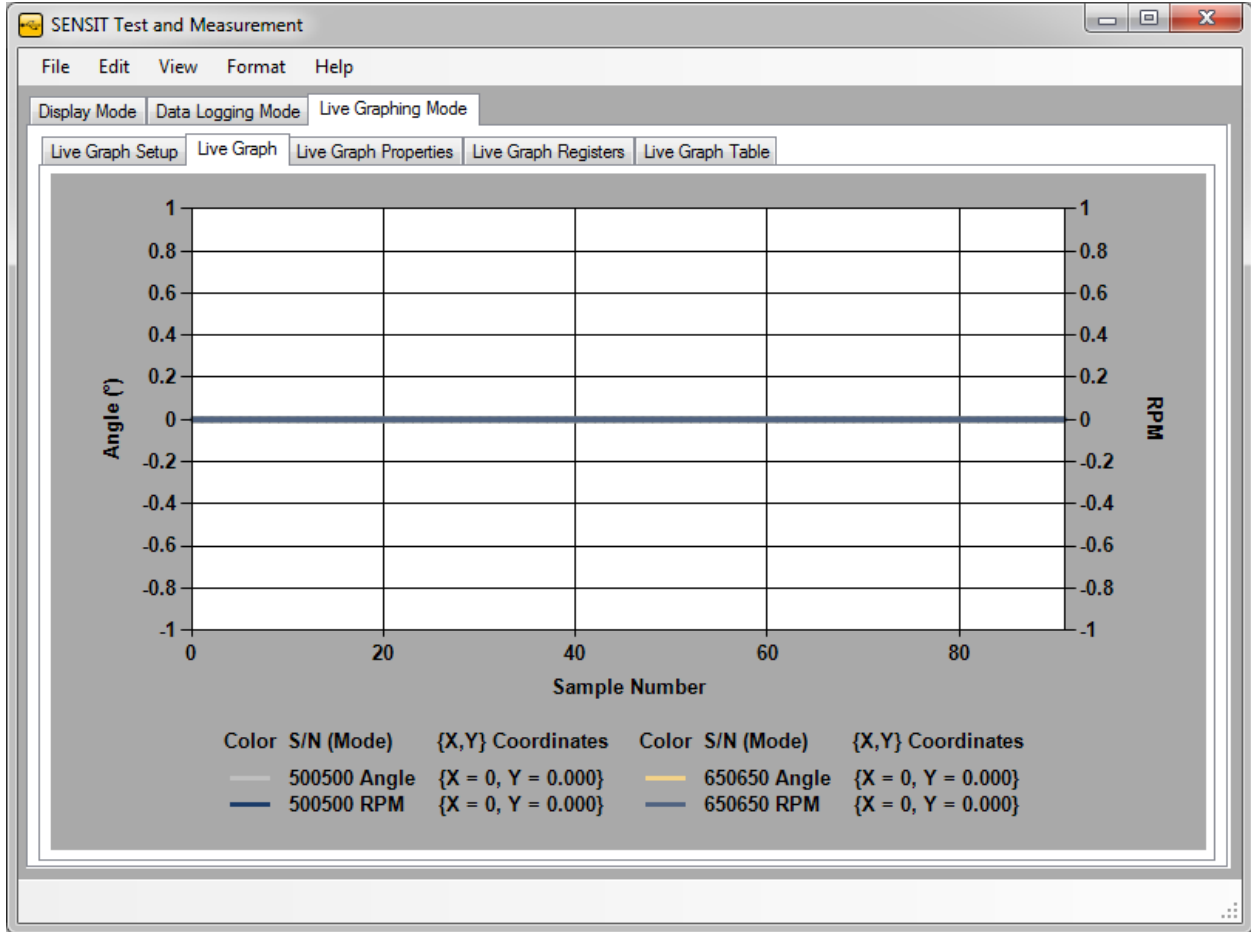 SENSIT Test and Measurement
File Edit View Format Help
Display Mode Data Logging Mode Live Graphing Mode
Live Graph Setup Live Graph Live Graph Properties Live Graph Registers Live Graph Table
1 1
0.8 0.8
0.6 0.6
0.4 0.4
0.2 0.2
0 0
-0.2 -0.2
-0.4 -0.4
-0.6 -0.6
-0.8 -0.8
-1 -1
Angle (°)
RPM
0 20 40 60 80
Sample Number
Color S/N (Mode) {X,Y} Coordinates Color S/N (Mode) {X,Y} Coordinates
500500 Angle {X = 0, Y = 0.000} 650650 Angle {X = 0, Y = 0.000}
500500 RPM {X = 0, Y = 0.000} 650650 RPM {X = 0, Y = 0.000}